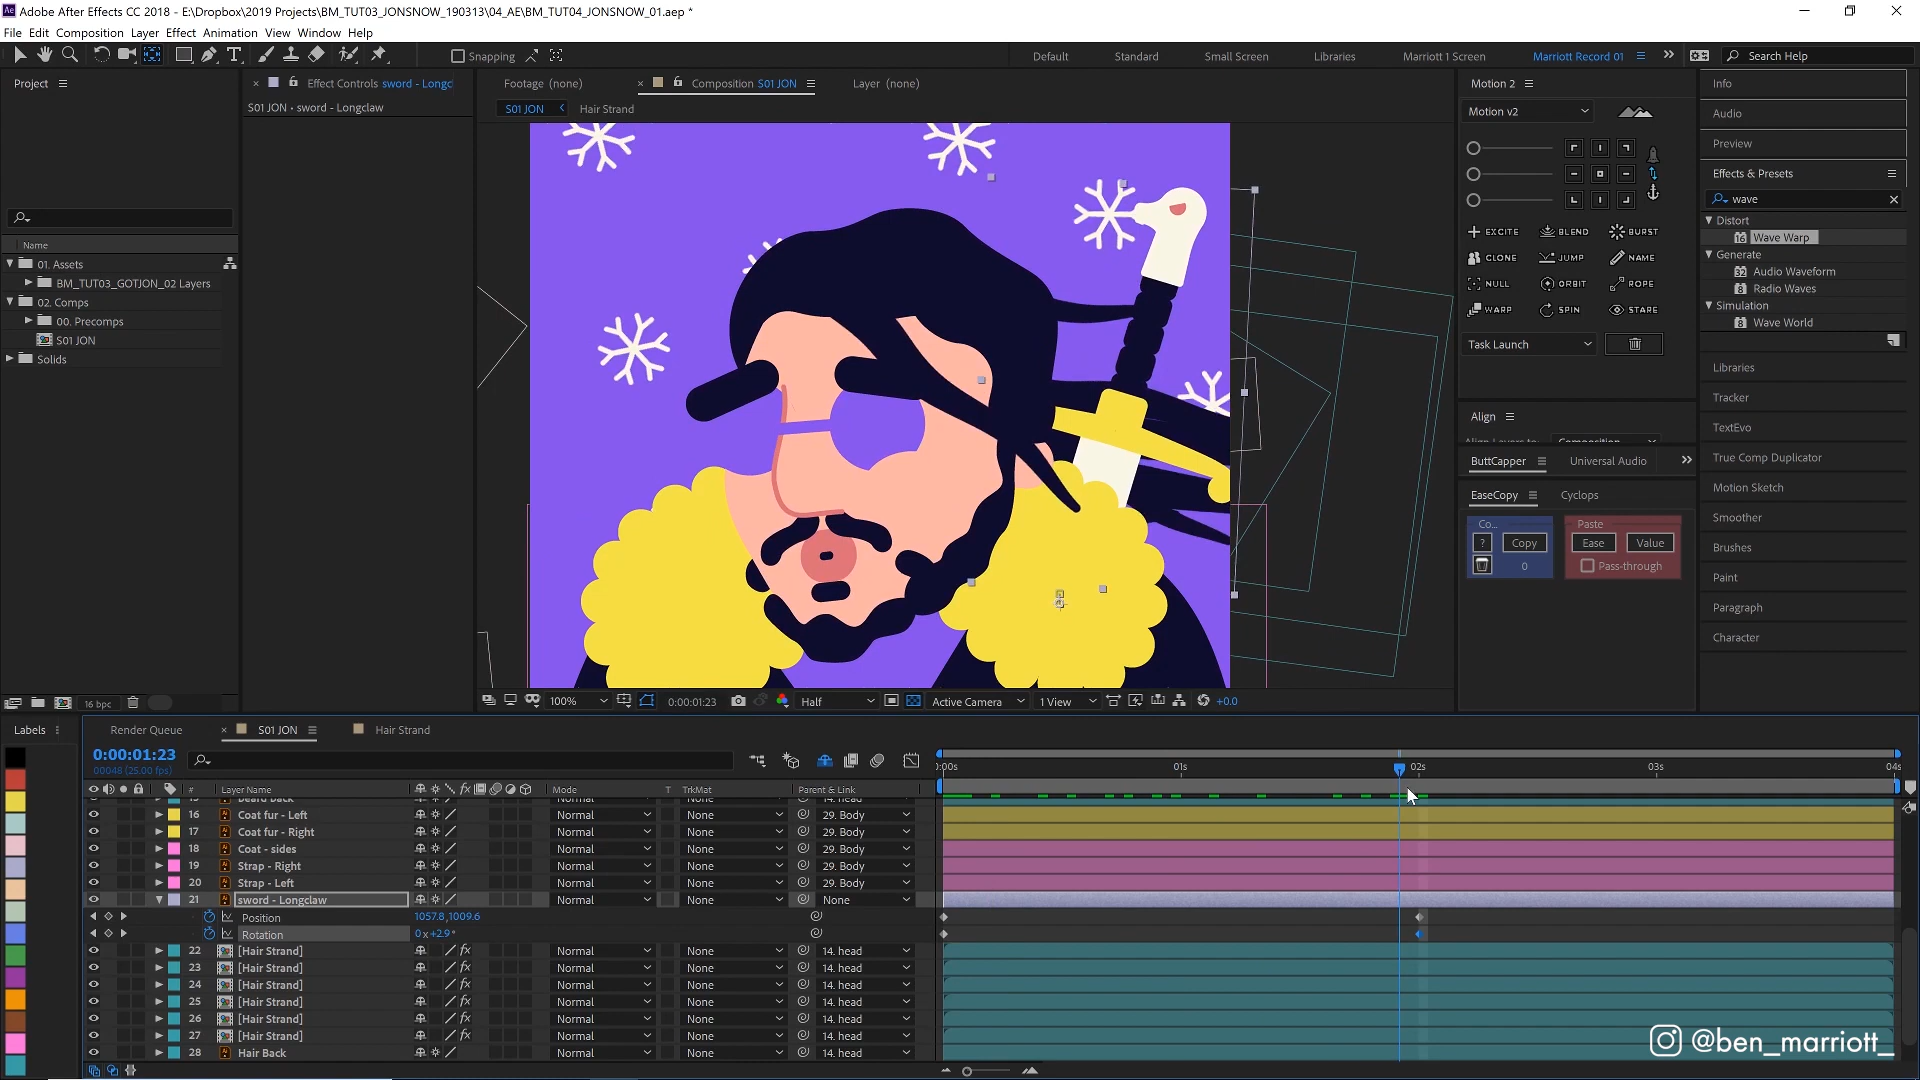 Adobe After Effects CC 2018 - E:\Dropbox\2019 Projects\BM_TUT03_JONSNOW_190313\04_AE\BM_TUT04_JONSNOW_01.aep *
File Edit Composition Layer Effect Animation View Window Help
Snapping
Default Standard Small Screen Libraries Marriott 1 Screen Marriott Record 01 Search Help
Project
Effect Controls sword - Longc
S01 JON • sword - Longclaw
Footage (none) Composition S01 JON Layer (none)
S01 JON Hair Strand
Name
01. Assets
BM_TUT03_GOTJON_02 Layers
02. Comps
00. Precomps
S01 JON
Solids
16 bpc
100% 0:00:01:23 Half Active Camera 1 View +0.0
Motion 2
Motion v2
EXCITE BLEND BURST
CLONE JUMP NAME
NULL ORBIT ROPE
WARP SPIN STARE
Task Launch
Align
Align Layers to: Composition
ButtCapper Universal Audio
EaseCopy Cyclops
Co... Paste
? Copy Ease Value
0 Pass-through
Info
Audio
Preview
Effects & Presets
wave
Distort
16 Wave Warp
Generate
32 Audio Waveform
8 Radio Waves
Simulation
8 Wave World
Libraries
Tracker
TextEvo
True Comp Duplicator
Motion Sketch
Smoother
Brushes
Paint
Paragraph
Character
Labels
Render Queue S01 JON Hair Strand
0:00:01:23
00048 (25.00 fps)
:00s 01s 02s 03s 04s
# Layer Name Mode T TrkMat Parent & Link
15 Beard Back Normal None 14. head
16 Coat fur - Left Normal None 29. Body
17 Coat fur - Right Normal None 29. Body
18 Coat - sides Normal None 29. Body
19 Strap - Right Normal None 29. Body
20 Strap - Left Normal None 29. Body
21 sword - Longclaw Normal None None
Position 1057.8,1009.6
Rotation 0x+2.9°
22 [Hair Strand] Normal None 14. head
23 [Hair Strand] Normal None 14. head
24 [Hair Strand] Normal None 14. head
25 [Hair Strand] Normal None 14. head
26 [Hair Strand] Normal None 14. head
27 [Hair Strand] Normal None 14. head
28 Hair Back Normal None 14. head
@ben_marriott_